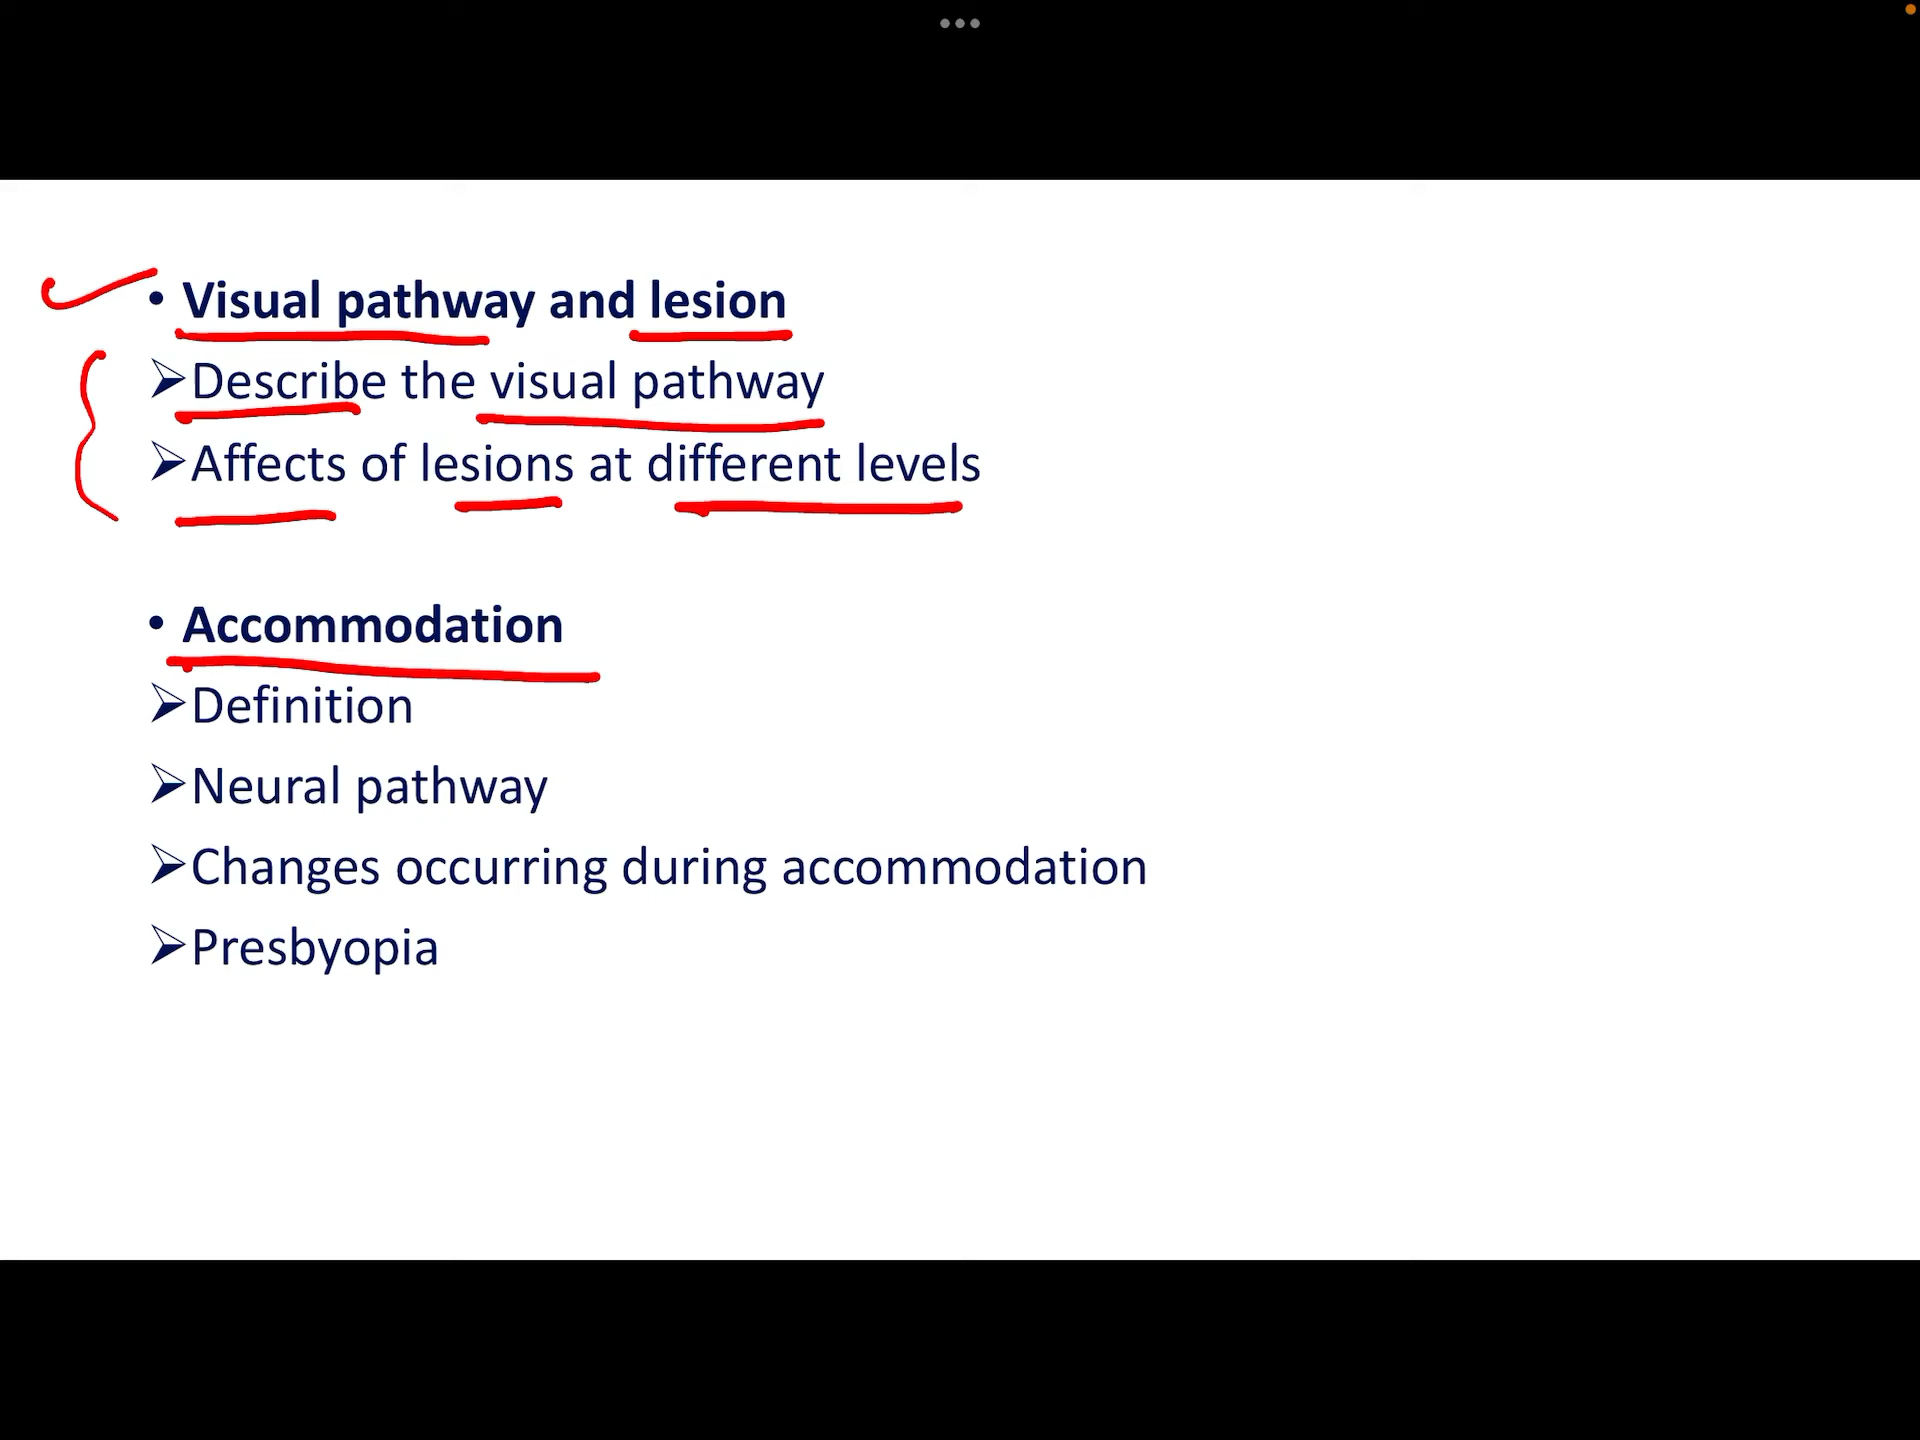 • Visual pathway and lesion
➢Describe the visual pathway
➢Affects of lesions at different levels
• Accommodation
➢Definition
➢Neural pathway
➢Changes occurring during accommodation
➢Presbyopia